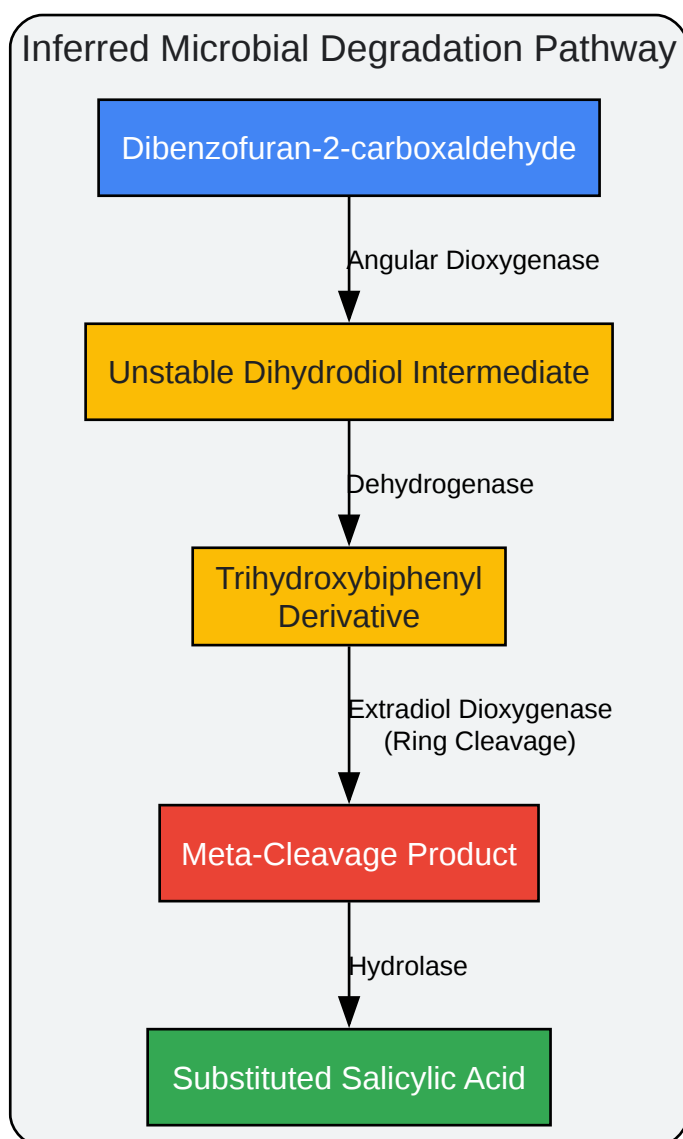 Inferred Microbial Degradation Pathway
Dibenzofuran-2-carboxaldehyde
Angular Dioxygenase
Unstable Dihydrodiol Intermediate
Dehydrogenase
Trihydroxybiphenyl
Derivative
Extradiol Dioxygenase
(Ring Cleavage)
Meta-Cleavage Product
Hydrolase
Substituted Salicylic Acid